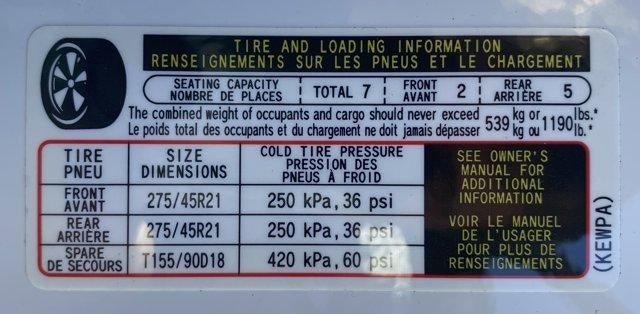 TIRE AND LOADING INFORMATION
RENSEIGNEMENTS SUR LES PNEUS ET LE CHARGEMENT
SEATING CAPACITY
NOMBRE DE PLACES
TOTAL 7
FRONT
AVANT
2
REAR
ARRIÈRE
5
The combined weight of occupants and cargo should never exceed
Le poids total des occupants et du chargement ne doit jamais dépasser
539 kg or
kg ou
1190 lbs.*
lb.*
TIRE
PNEU
SIZE
DIMENSIONS
COLD TIRE PRESSURE
PRESSION DES
PNEUS À FROID
FRONT
AVANT
275/45R21
250 kPa, 36 psi
REAR
ARRIÈRE
275/45R21
250 kPa, 36 psi
SPARE
DE SECOURS
T155/90D18
420 kPa, 60 psi
SEE OWNER'S
MANUAL FOR
ADDITIONAL
INFORMATION
VOIR LE MANUEL
DE L'USAGER
POUR PLUS DE
RENSEIGNEMENTS
(KEWPA)